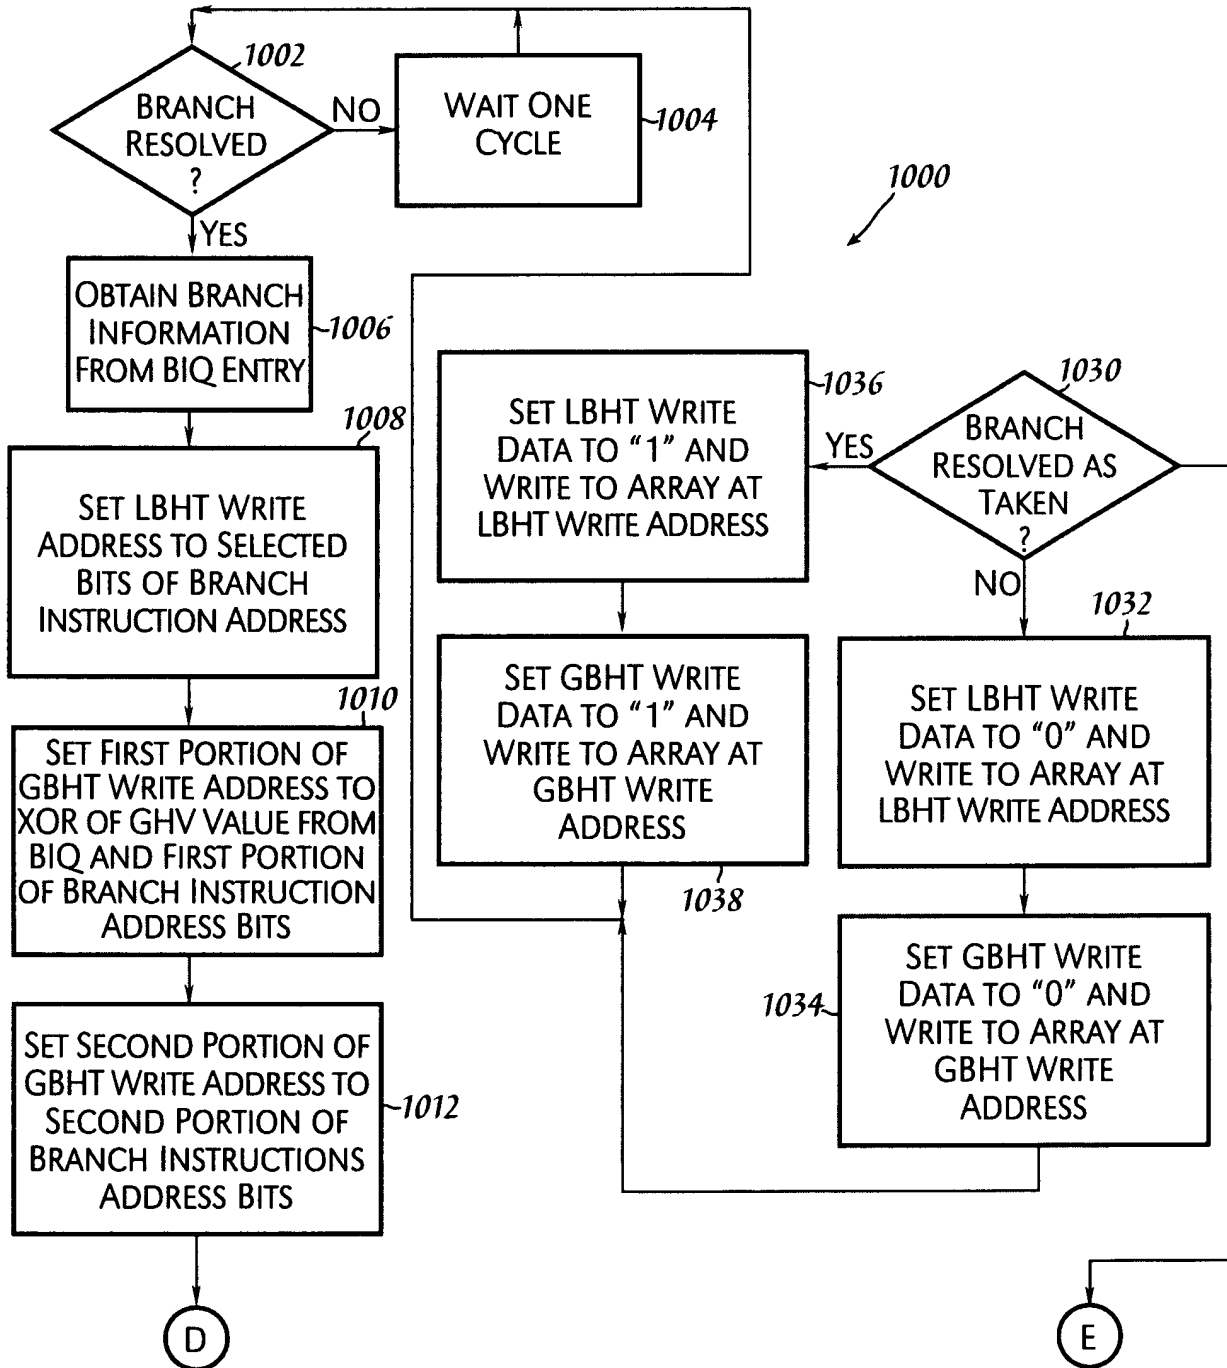 1002
BRANCH
RESOLVED
?
NO
WAIT ONE
CYCLE
1004
1000
YES
OBTAIN BRANCH
INFORMATION
FROM BIQ ENTRY
1006
1008
SET LBHT WRITE
ADDRESS TO SELECTED
BITS OF BRANCH
INSTRUCTION ADDRESS
1010
SET FIRST PORTION OF
GBHT WRITE ADDRESS TO
XOR OF GHV VALUE FROM
BIQ AND FIRST PORTION
OF BRANCH INSTRUCTION
ADDRESS BITS
SET SECOND PORTION OF
GBHT WRITE ADDRESS TO
SECOND PORTION OF
BRANCH INSTRUCTIONS
ADDRESS BITS
1012
D
1030
BRANCH
RESOLVED AS
TAKEN
?
YES
NO
1036
SET LBHT WRITE
DATA TO “1” AND
WRITE TO ARRAY AT
LBHT WRITE ADDRESS
SET GBHT WRITE
DATA TO “1” AND
WRITE TO ARRAY AT
GBHT WRITE
ADDRESS
1038
1032
SET LBHT WRITE
DATA TO “0” AND
WRITE TO ARRAY AT
LBHT WRITE ADDRESS
1034
SET GBHT WRITE
DATA TO “0” AND
WRITE TO ARRAY AT
GBHT WRITE
ADDRESS
E